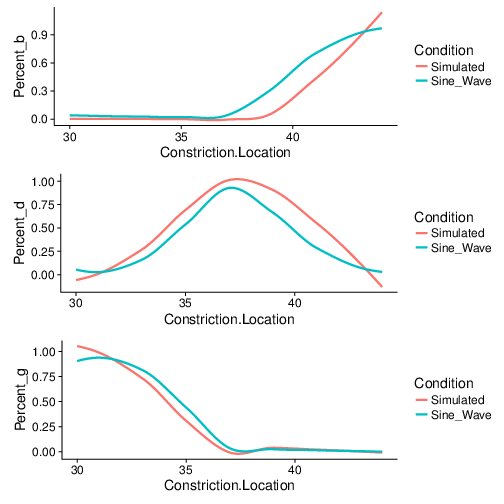 Percent_b
0.9
0.6
0.3
0.0
30
35
40
Constriction.Location
Condition
Simulated
Sine_Wave
Percent_d
1.00
0.75
0.50
0.25
0.00
30
35
40
Constriction.Location
Condition
Simulated
Sine_Wave
Percent_g
1.00
0.75
0.50
0.25
0.00
30
35
40
Constriction.Location
Condition
Simulated
Sine_Wave